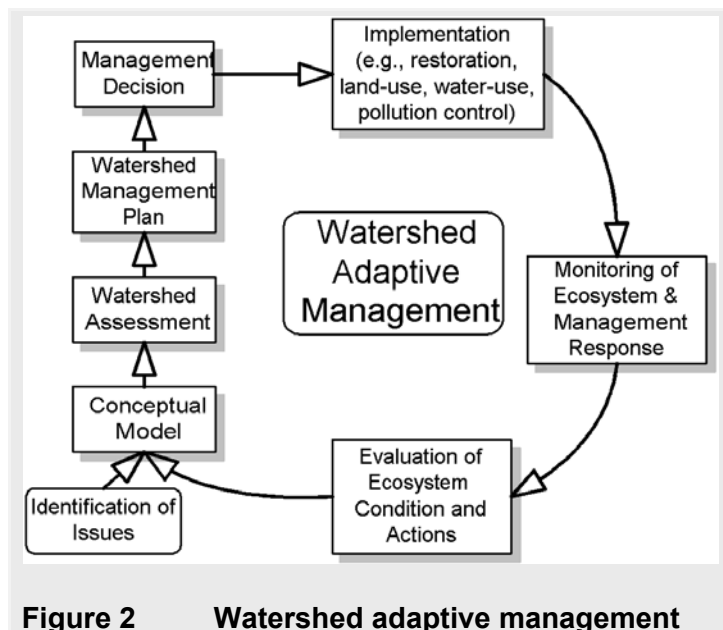 Management
Decision
Implementation
(e.g., restoration,
land-use, water-use,
pollution control)
Watershed
Management
Plan
Watershed
Adaptive
Management
Monitoring of
Ecosystem &
Management
Response
Watershed
Assessment
Conceptual
Model
Evaluation of
Ecosystem
Condition and
Actions
Identification of
Issues
Figure 2 Watershed adaptive management